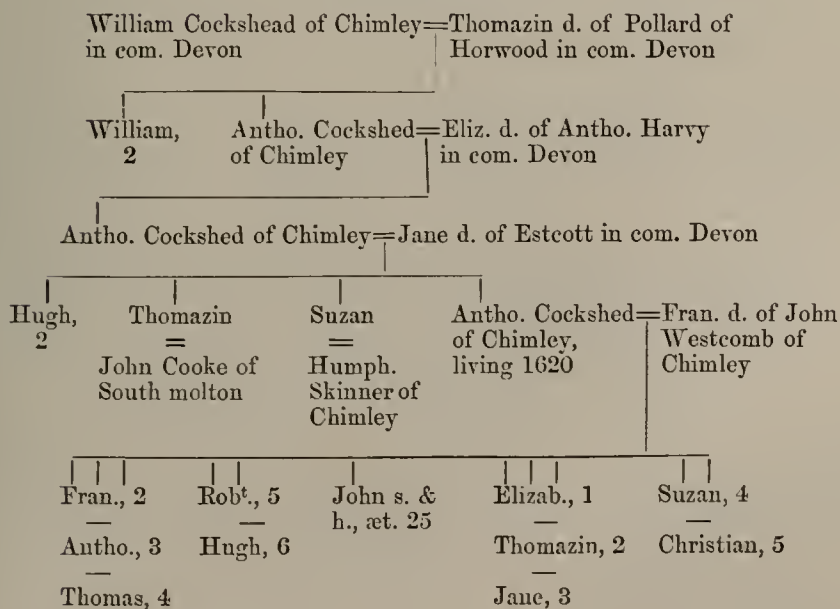 William Cockshead of Chimley=Thomazin d. of Pollard of
in com. Devon Horwood in com. Devon
William, Antho. Cockshed=Eliz. d. of Antho. Harvy
2 of Chimley in com. Devon
Antho. Cockshed of Chimley=Jane d. of Estcott in com. Devon
Hugh, Thomazin Suzan Antho. Cockshed=Fran. d. of John
2 = = of Chimley, Westcomb of
John Cooke of Humph. living 1620 Chimley
South molton Skinner of
Chimley
Fran., 2 Robt., 5 John s. & Elizab., 1 Suzan, 4
— — h., æt. 25 — —
Antho., 3 Hugh, 6 Thomazin, 2 Christian, 5
— —
Thomas, 4 Jane, 3